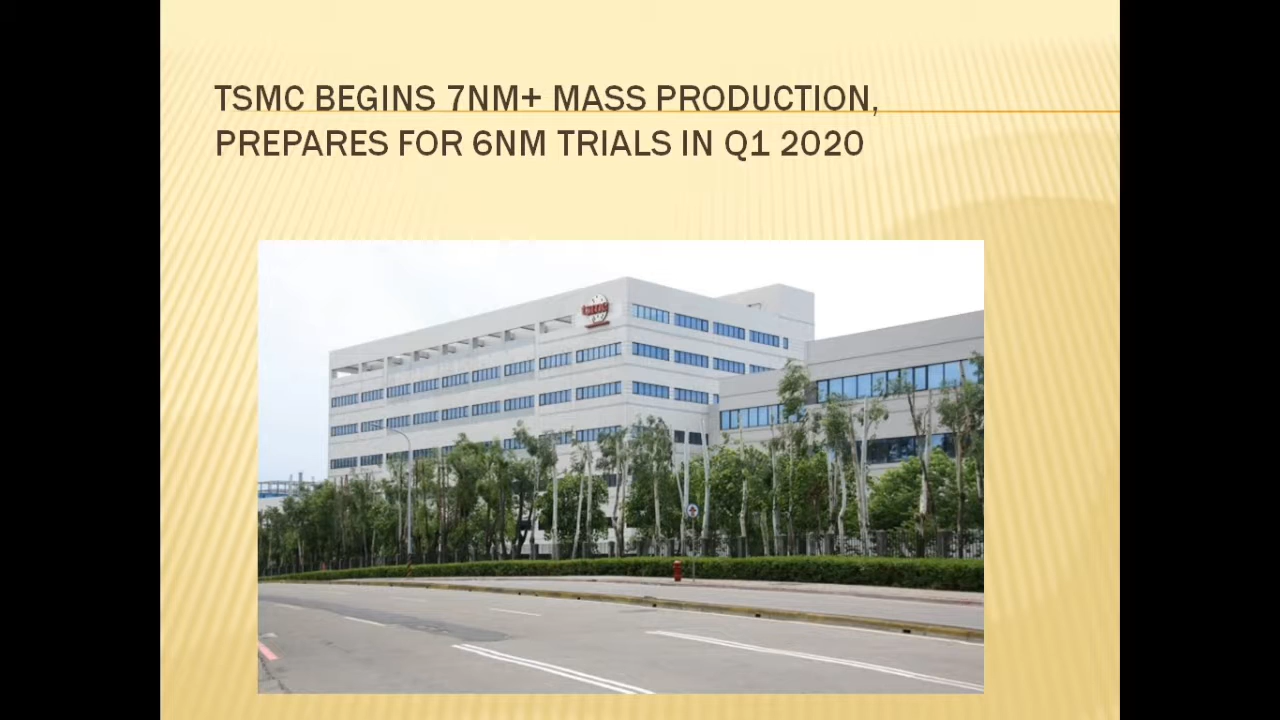 TSMC BEGINS 7NM+ MASS PRODUCTION,
PREPARES FOR 6NM TRIALS IN Q1 2020